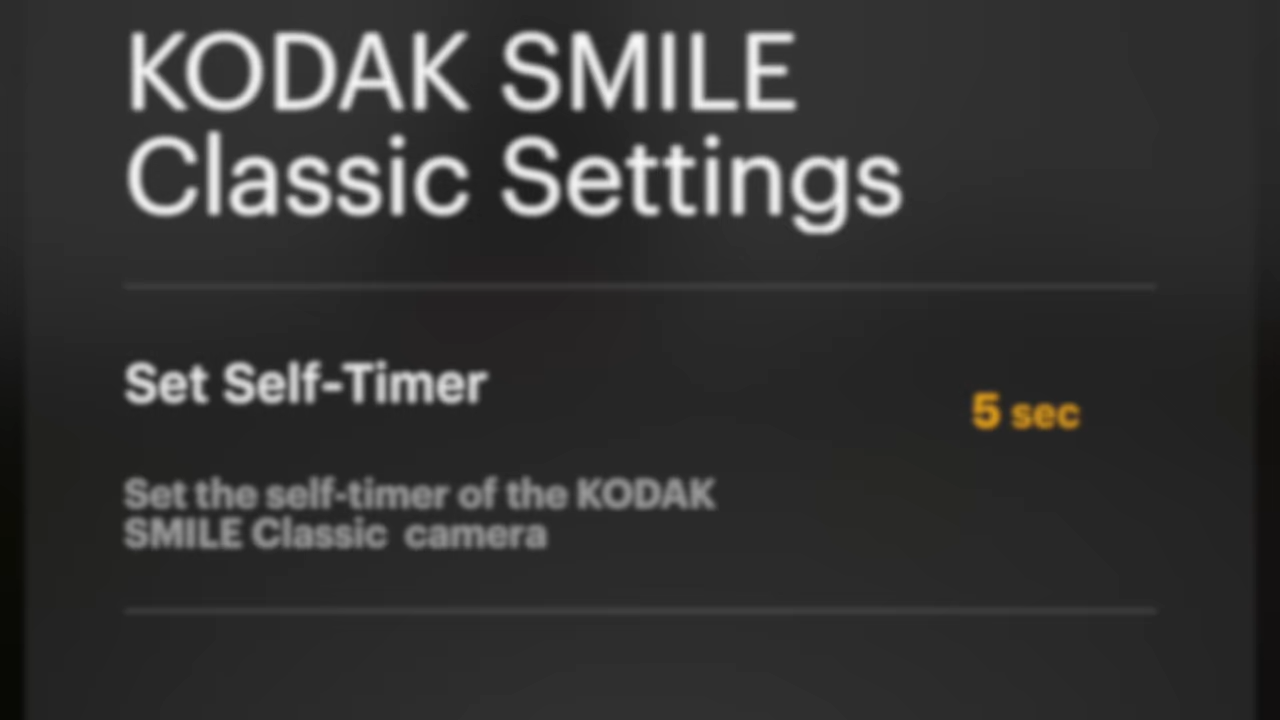 KODAK SMILE
Classic Settings
Set Self-Timer
5 sec
Set the self-timer of the KODAK
SMILE Classic camera